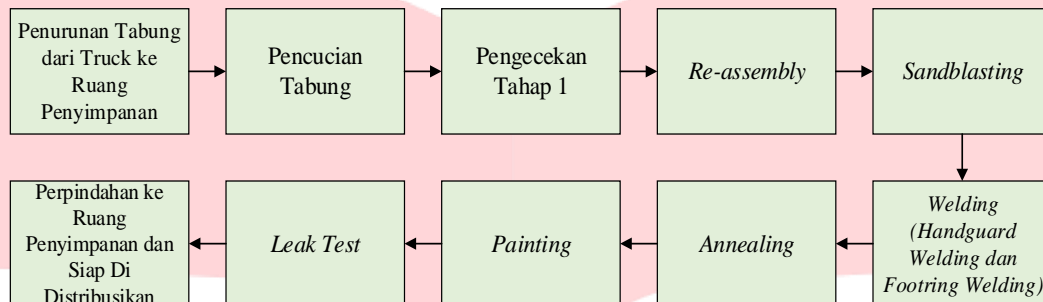 Penurunan Tabung
dari Truck ke
Ruang
Penyimpanan
Pencucian
Tabung
Pengecekan
Tahap 1
Re-assembly
Sandblasting
Welding
(Handguard
Welding dan
Footring Welding)
Annealing
Painting
Leak Test
Perpindahan ke
Ruang
Penyimpanan dan
Siap Di
Distribusikan